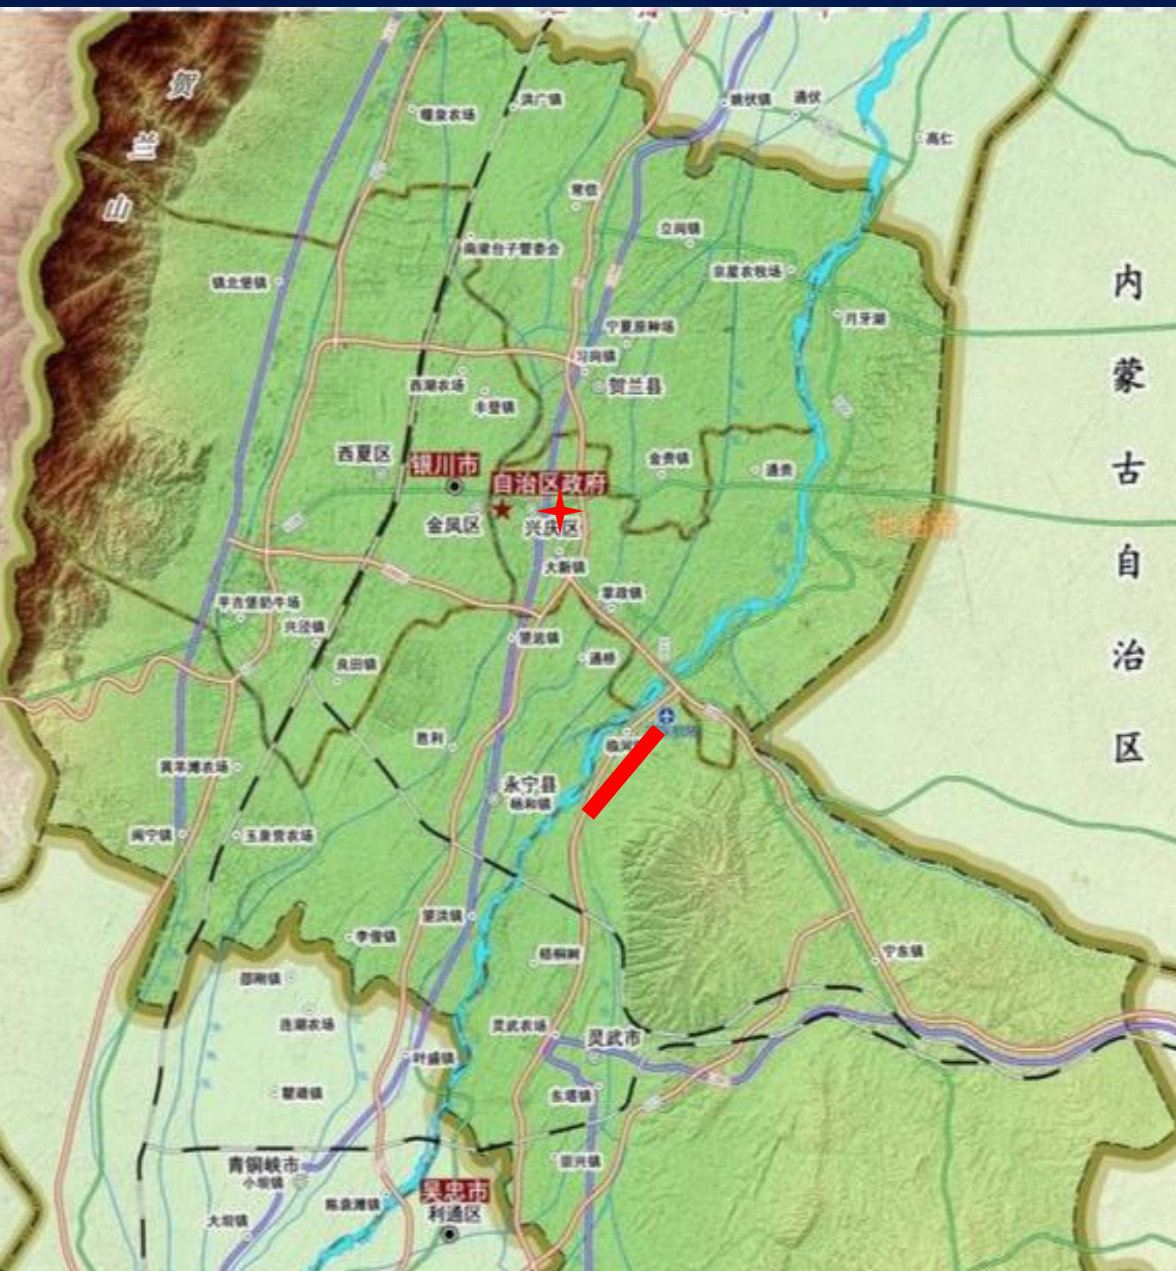 贺
兰
山
暖泉农场
洪广镇
姚伏镇
通伏
高仁
常信
立岗镇
南梁台子管委会
镇北堡镇
京星农牧场
月牙湖
宁夏原种场
习岗镇
贺兰县
西湖农场
丰登镇
西夏区
银川市
金贵镇
通贵
自治区政府
金凤区
兴庆区
大新镇
掌政镇
平吉堡奶牛场
兴泾镇
望远镇
通桥
良田镇
胜利
临河
黄羊滩农场
永宁县
杨和镇
闽宁镇
玉泉营农场
望洪镇
李俊镇
梧桐树
宁东镇
邵刚镇
连湖农场
灵武农场
灵武市
叶盛镇
瞿靖镇
东塔镇
青铜峡市
小坝镇
崇兴镇
吴忠市
利通区
陈袁滩镇
大坝镇
内
蒙
古
自
治
区